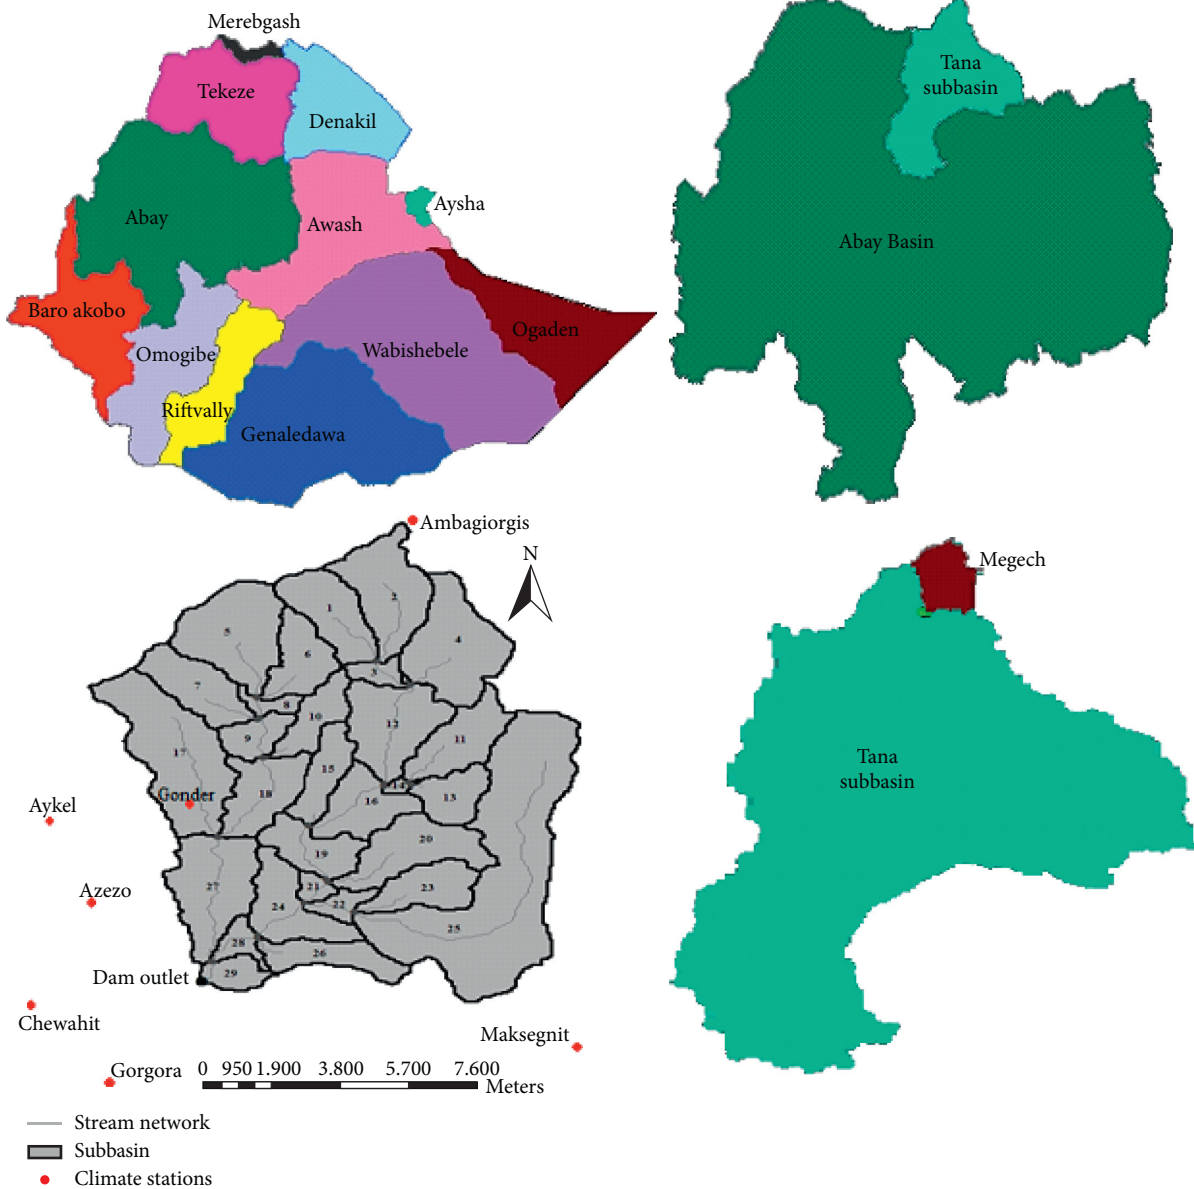 Merebgash
Tekeze
Denakil
Abay
Awash
Aysha
Baro akobo
Omogibe
Wabishebele
Ogaden
Riftvally
Genaledawa
Tana
subbasin
Abay Basin
Ambagiorgis
N
1
2
3
4
5
6
7
8
9
10
11
12
13
14
15
16
17
18
Gonder
19
20
21
22
23
24
25
26
27
28
29
Aykel
Azezo
Dam outlet
Chewahit
Maksegnit
Gorgora
0 950 1.900 3.800 5.700 7.600
Meters
Stream network
Subbasin
Climate stations
Megech
Tana
subbasin